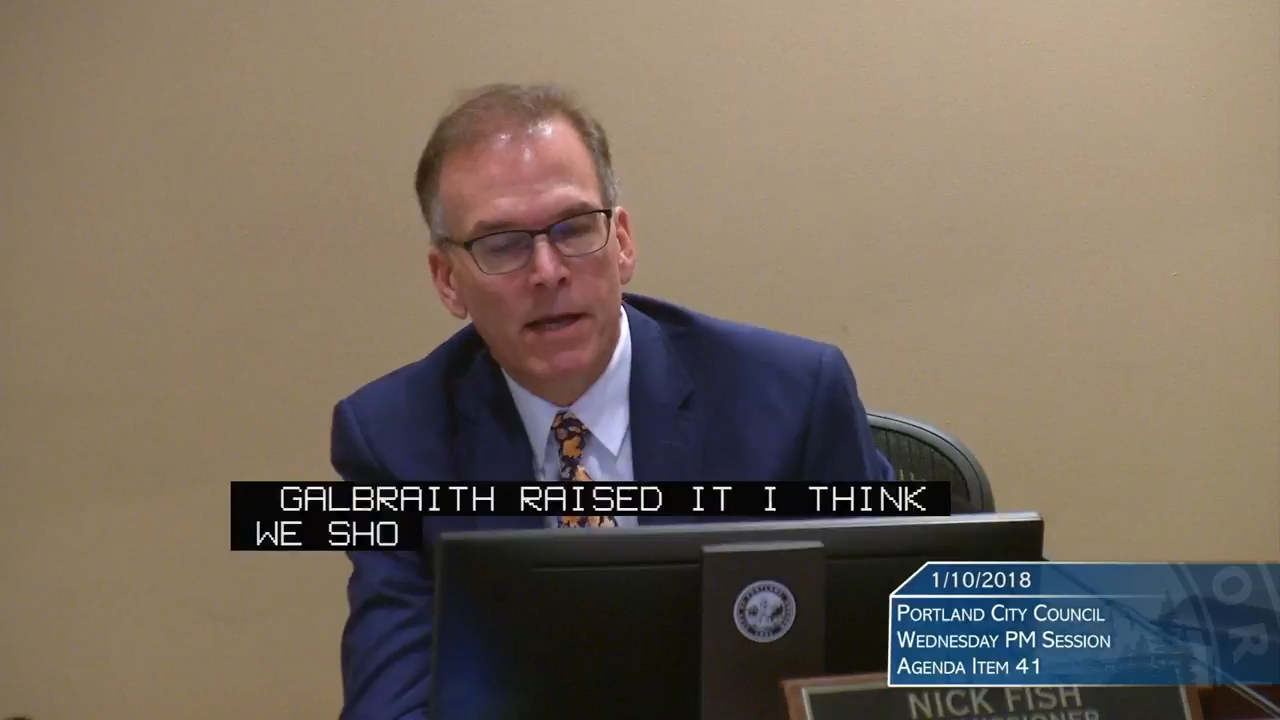 GALBRAITH RAISED IT I THINK
WE SHO
1/10/2018
PORTLAND CITY COUNCIL
WEDNESDAY PM SESSION
AGENDA ITEM 41
NICK FISH